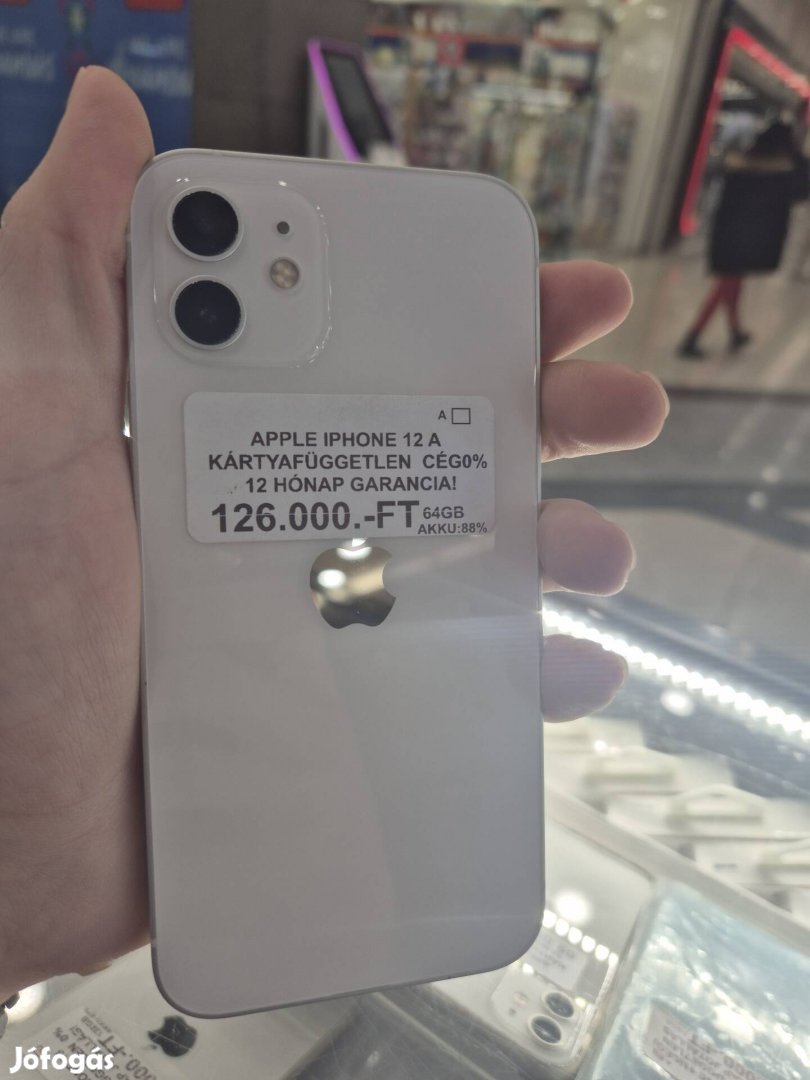 A
APPLE IPHONE 12 A
KÁRTYAFÜGGETLEN CÉG0%
12 HÓNAP GARANCIA!
126.000.-FT 64GB
AKKU:88%
Jófogás